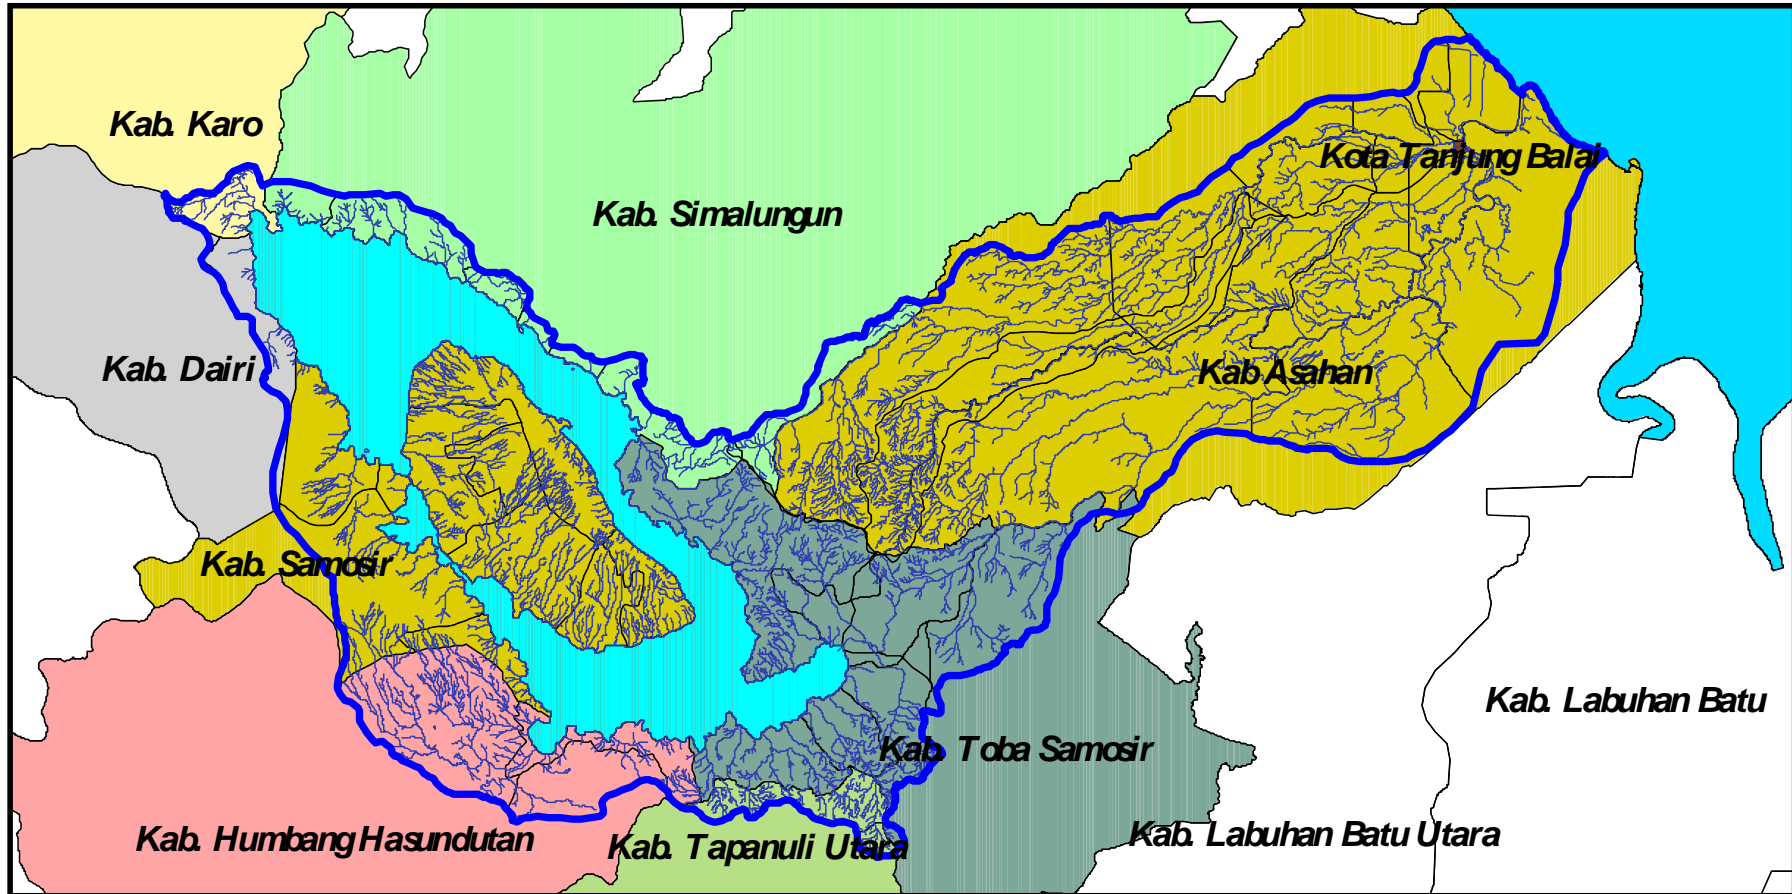 Kab. Karo
Kota Tanjung Balai
Kab. Simalungun
Kab. Dairi
Kab Asahan
Kab. Samosir
Kab. Labuhan Batu
Kab. Toba Samosir
Kab. Humbang Hasundutan
Kab. Tapanuli Utara
Kab. Labuhan Batu Utara